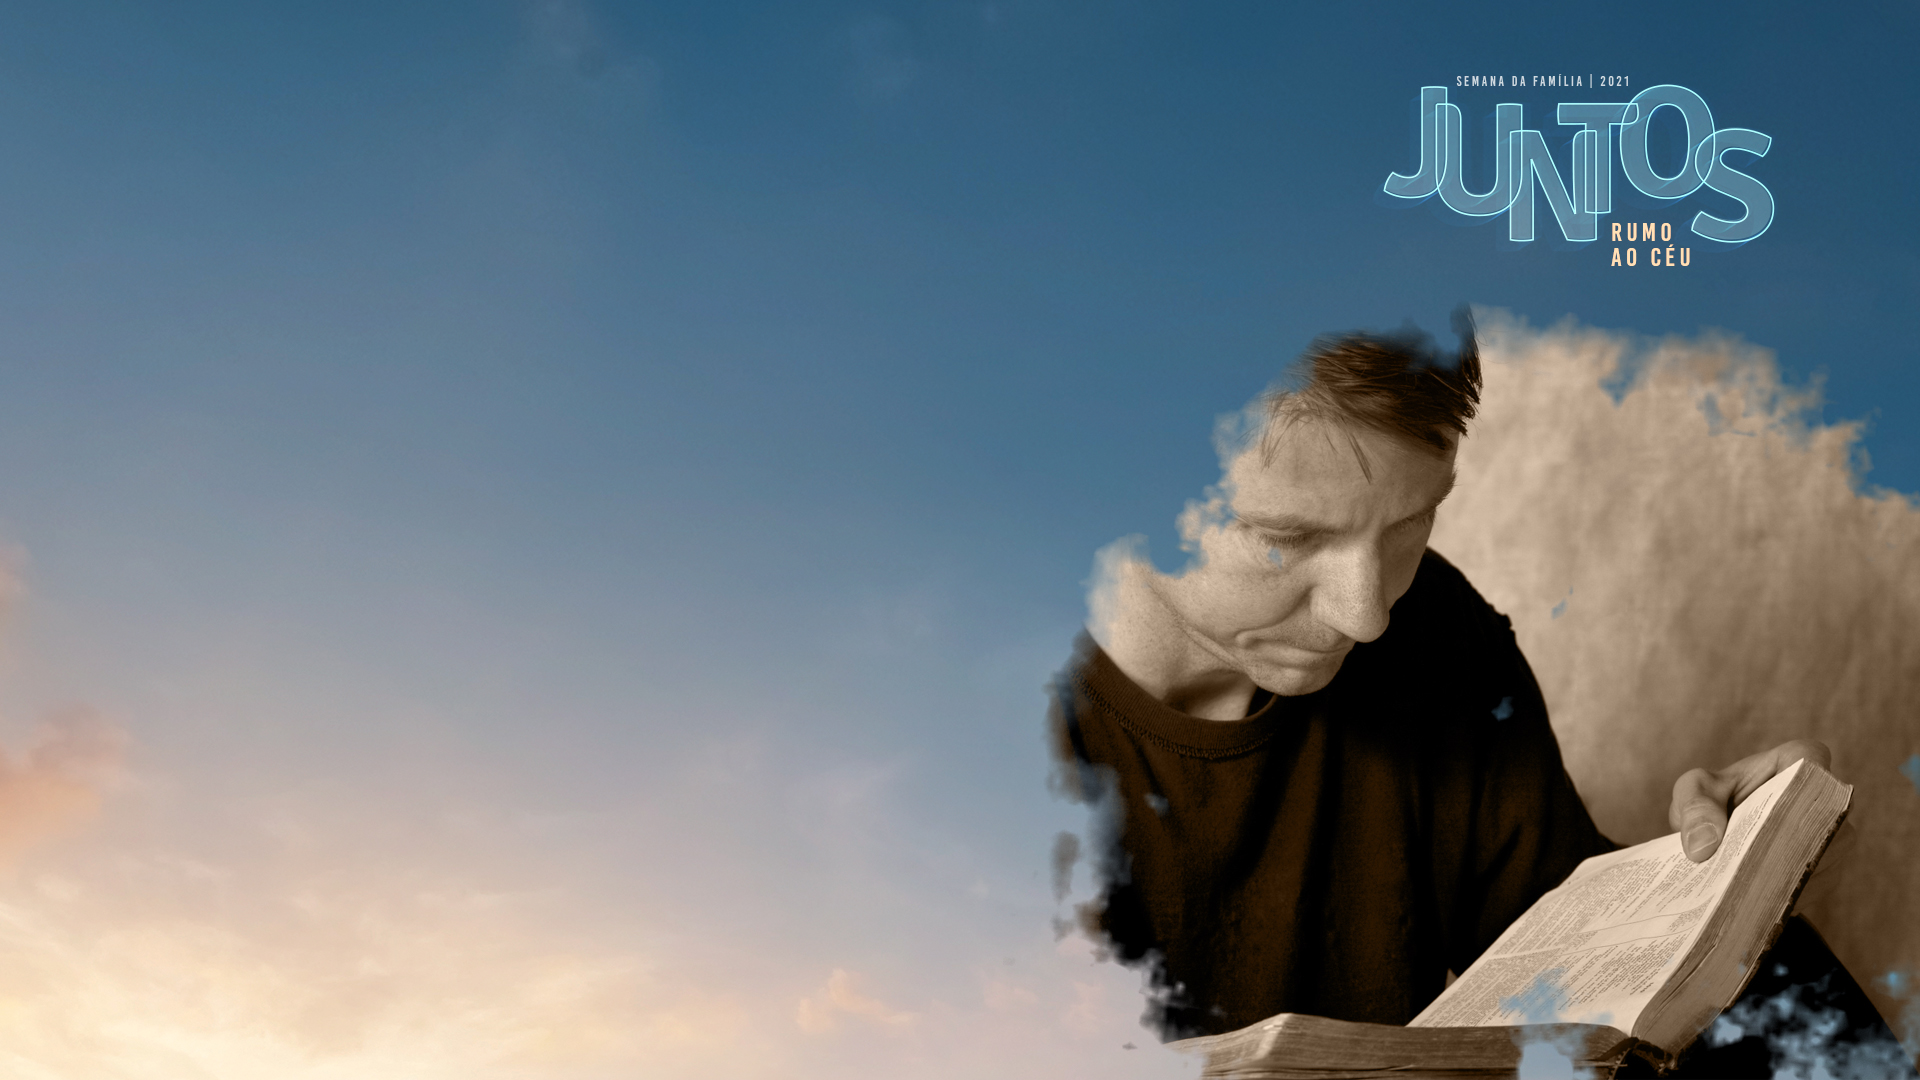 SEMANA DA FAMÍLIA | 2021
JUNTOS
RUMO
AO CÉU